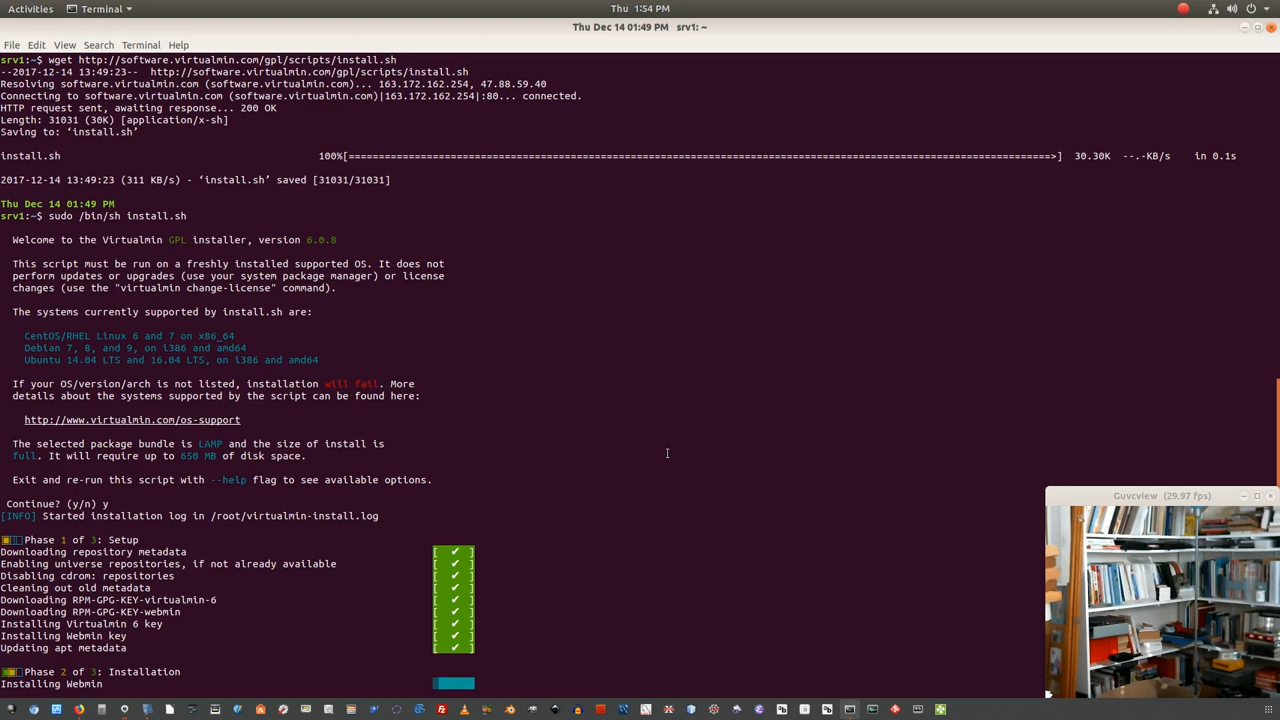 Activities Terminal Thu 1:54 PM
Thu Dec 14 01:49 PM srv1: ~
File Edit View Search Terminal Help
srv1:~$ wget http://software.virtualmin.com/gpl/scripts/install.sh
--2017-12-14 13:49:23-- http://software.virtualmin.com/gpl/scripts/install.sh
Resolving software.virtualmin.com (software.virtualmin.com)... 163.172.162.254, 47.88.59.40
Connecting to software.virtualmin.com (software.virtualmin.com)|163.172.162.254|:80... connected.
HTTP request sent, awaiting response... 200 OK
Length: 31031 (30K) [application/x-sh]
Saving to: ‘install.sh’
install.sh 100%[=====================================================================================================================>] 30.30K --.-KB/s in 0.1s
2017-12-14 13:49:23 (311 KB/s) - ‘install.sh’ saved [31031/31031]
Thu Dec 14 01:49 PM
srv1:~$ sudo /bin/sh install.sh
Welcome to the Virtualmin GPL installer, version 6.0.8
This script must be run on a freshly installed supported OS. It does not
perform updates or upgrades (use your system package manager) or license
changes (use the "virtualmin change-license" command).
The systems currently supported by install.sh are:
CentOS/RHEL Linux 6 and 7 on x86_64
Debian 7, 8, and 9, on i386 and amd64
Ubuntu 14.04 LTS and 16.04 LTS, on i386 and amd64
If your OS/version/arch is not listed, installation will fail. More
details about the systems supported by the script can be found here:
http://www.virtualmin.com/os-support
The selected package bundle is LAMP and the size of install is
full. It will require up to 650 MB of disk space.
Exit and re-run this script with --help flag to see available options.
Continue? (y/n) y
[INFO] Started installation log in /root/virtualmin-install.log
Phase 1 of 3: Setup
Downloading repository metadata [ ✔ ]
Enabling universe repositories, if not already available [ ✔ ]
Disabling cdrom: repositories [ ✔ ]
Cleaning out old metadata [ ✔ ]
Downloading RPM-GPG-KEY-virtualmin-6 [ ✔ ]
Downloading RPM-GPG-KEY-webmin [ ✔ ]
Installing Virtualmin 6 key [ ✔ ]
Installing Webmin key [ ✔ ]
Updating apt metadata [ ✔ ]
Phase 2 of 3: Installation
Installing Webmin
Guvcview (29.97 fps)